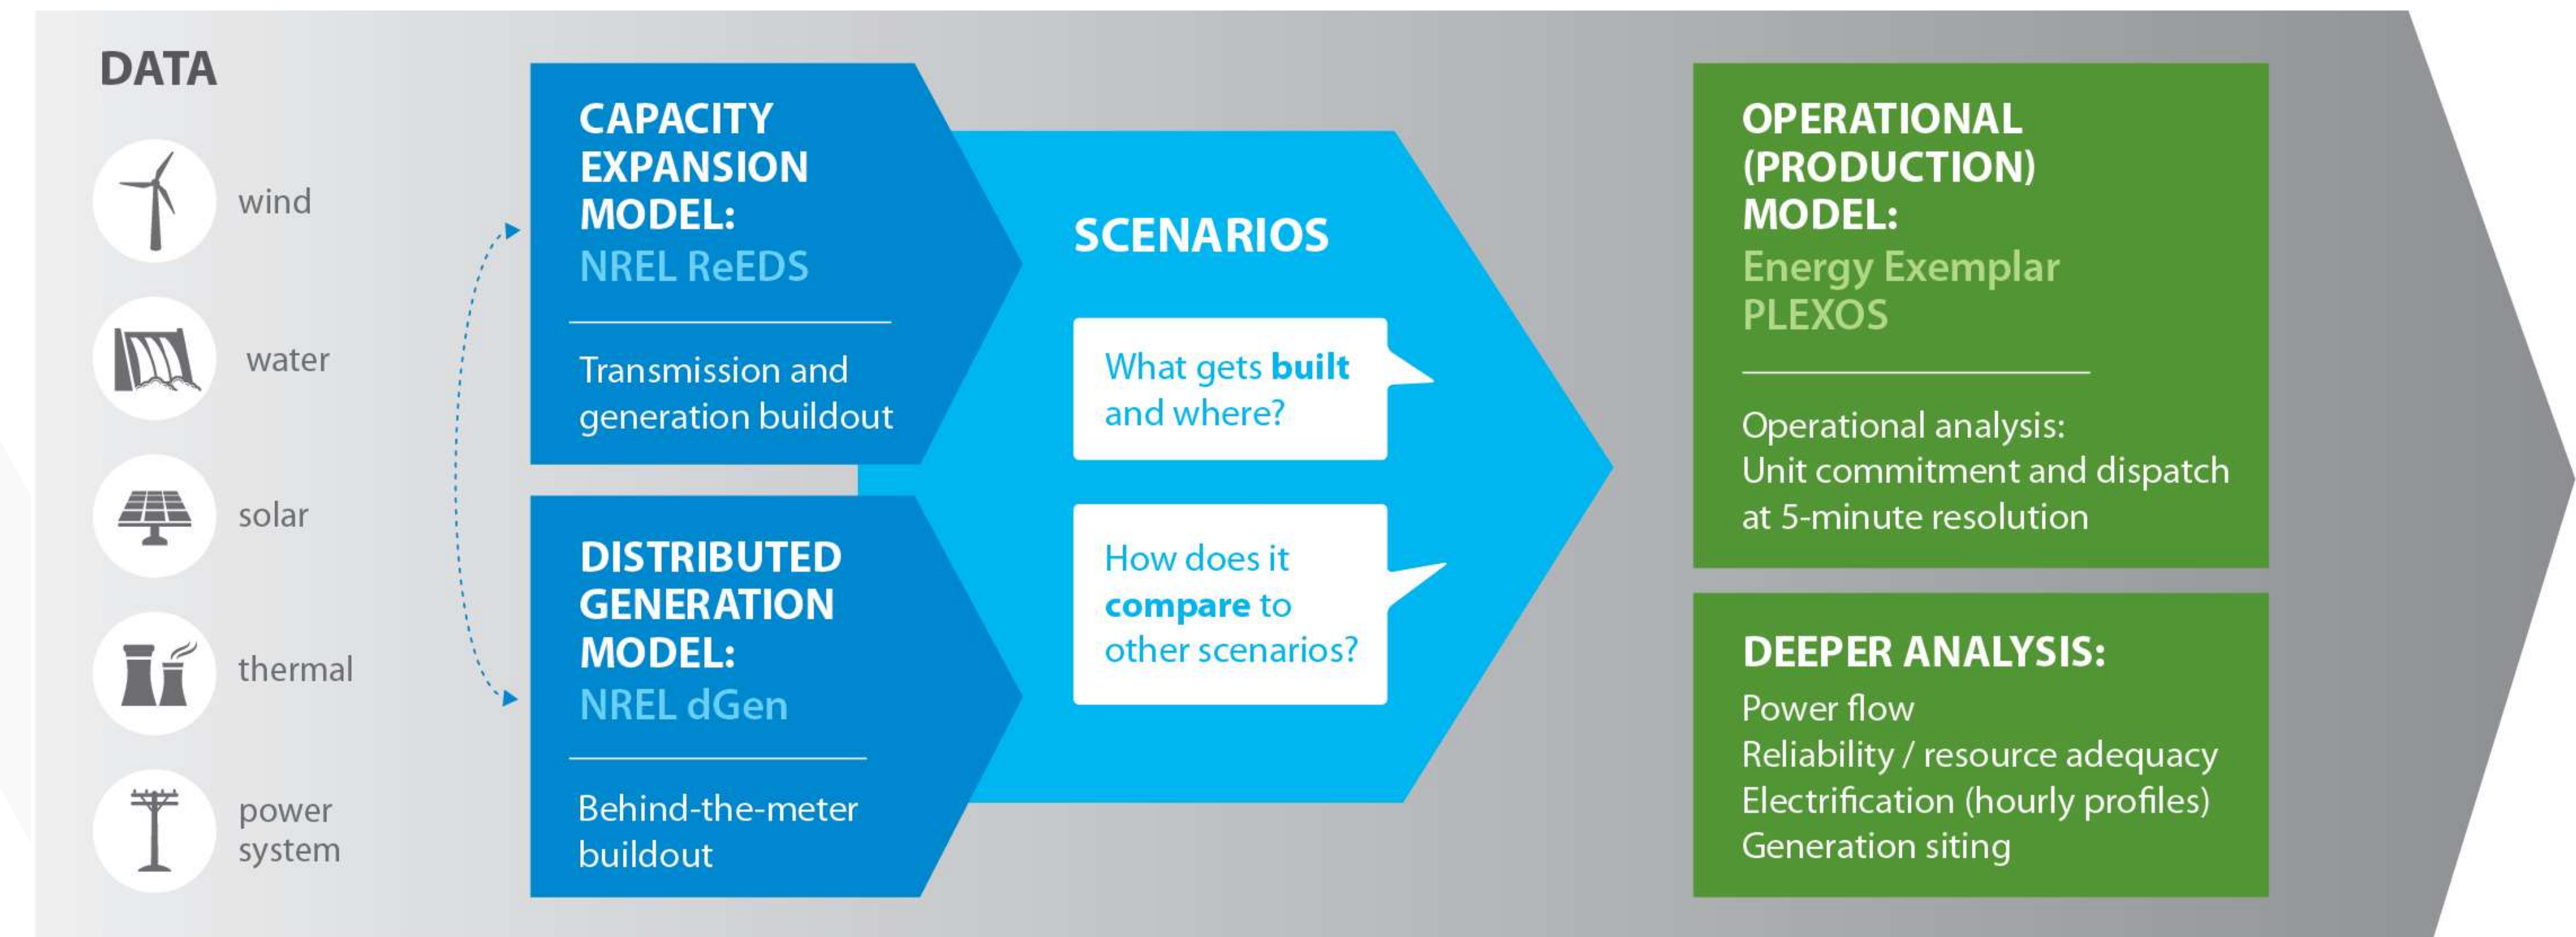 DATA
wind
water
solar
thermal
power
system
CAPACITY
EXPANSION
MODEL:
NREL ReEDS
Transmission and
generation buildout
DISTRIBUTED
GENERATION
MODEL:
NREL dGen
Behind-the-meter
buildout
SCENARIOS
What gets built
and where?
How does it
compare to
other scenarios?
OPERATIONAL
(PRODUCTION)
MODEL:
Energy Exemplar
PLEXOS
Operational analysis:
Unit commitment and dispatch
at 5-minute resolution
DEEPER ANALYSIS:
Power flow
Reliability / resource adequacy
Electrification (hourly profiles)
Generation siting